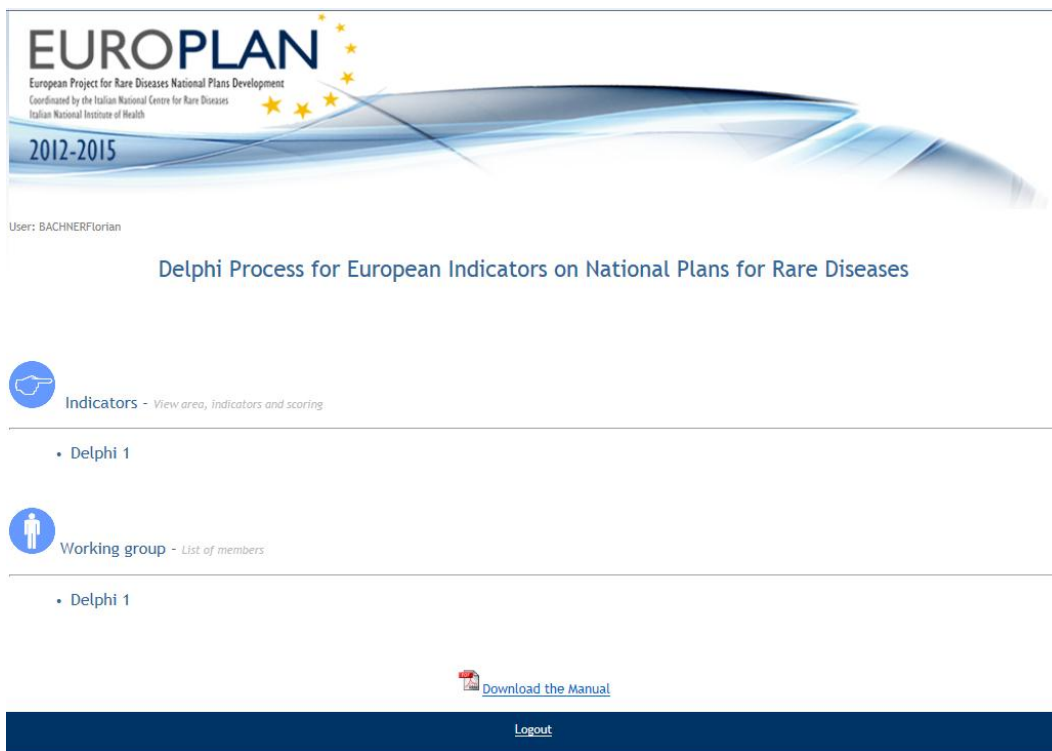 EUROPLAN
European Project for Rare Diseases National Plans Development
Coordinated by the Italian National Centre for Rare Diseases
Italian National Institute of Health
2012-2015
User: BACHNERFlorian
Delphi Process for European Indicators on National Plans for Rare Diseases
Indicators - View area, indicators and scoring
• Delphi 1
Working group - List of members
• Delphi 1
Download the Manual
Logout